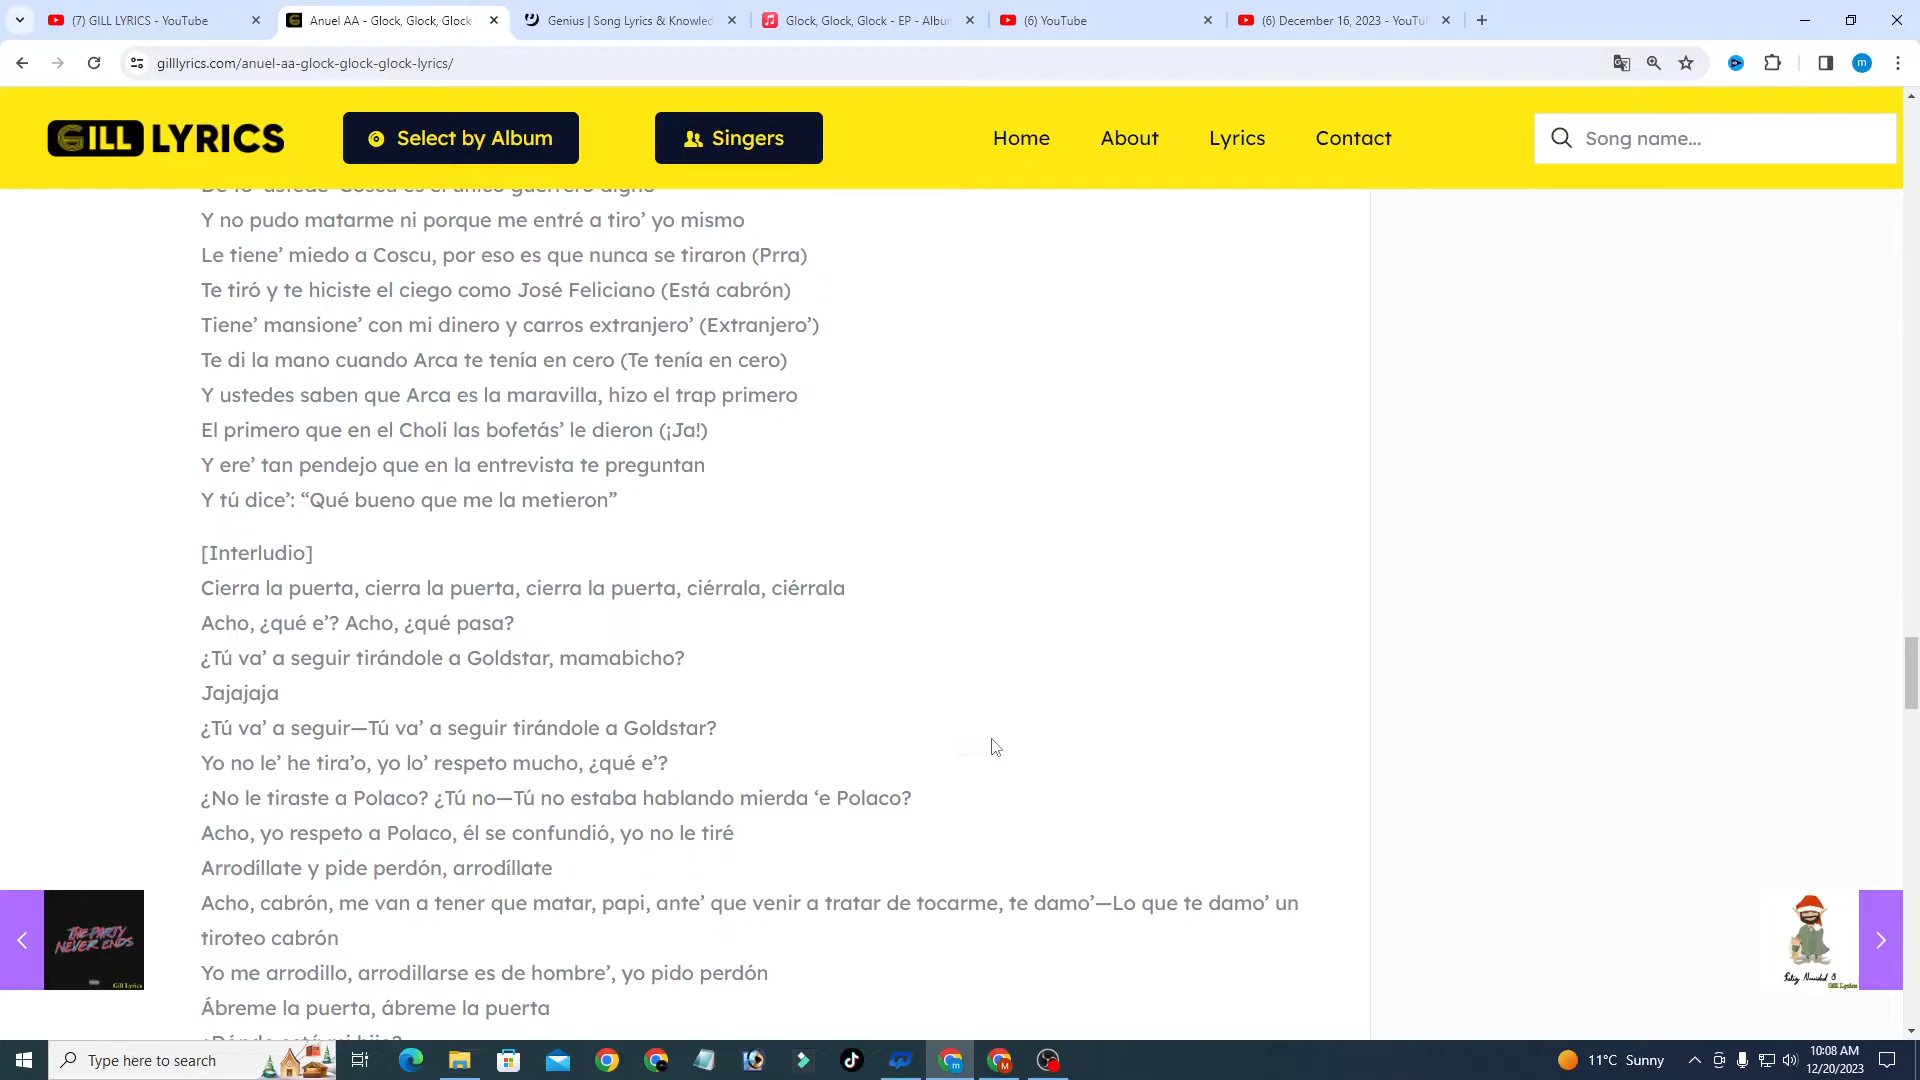 (7) GILL LYRICS - YouTube
Anuel AA - Glock, Glock, Glock
Genius | Song Lyrics & Knowled
Glock, Glock, Glock - EP - Album
(6) YouTube
(6) December 16, 2023 - YouTu
gilllyrics.com/anuel-aa-glock-glock-glock-lyrics/
m
GILL LYRICS
Select by Album
Singers
Home
About
Lyrics
Contact
Song name...
Y no pudo matarme ni porque me entré a tiro’ yo mismo
Le tiene’ miedo a Coscu, por eso es que nunca se tiraron (Prra)
Te tiró y te hiciste el ciego como José Feliciano (Está cabrón)
Tiene’ mansione’ con mi dinero y carros extranjero’ (Extranjero’)
Te di la mano cuando Arca te tenía en cero (Te tenía en cero)
Y ustedes saben que Arca es la maravilla, hizo el trap primero
El primero que en el Choli las bofetás’ le dieron (¡Ja!)
Y ere’ tan pendejo que en la entrevista te preguntan
Y tú dice’: “Qué bueno que me la metieron”
[Interludio]
Cierra la puerta, cierra la puerta, cierra la puerta, ciérrala, ciérrala
Acho, ¿qué e’? Acho, ¿qué pasa?
¿Tú va’ a seguir tirándole a Goldstar, mamabicho?
Jajajaja
¿Tú va’ a seguir—Tú va’ a seguir tirándole a Goldstar?
Yo no le’ he tira’o, yo lo’ respeto mucho, ¿qué e’?
¿No le tiraste a Polaco? ¿Tú no—Tú no estaba hablando mierda ‘e Polaco?
Acho, yo respeto a Polaco, él se confundió, yo no le tiré
Arrodíllate y pide perdón, arrodíllate
Acho, cabrón, me van a tener que matar, papi, ante’ que venir a tratar de tocarme, te damo’—Lo que te damo’ un
tiroteo cabrón
Yo me arrodillo, arrodillarse es de hombre’, yo pido perdón
Ábreme la puerta, ábreme la puerta
THE PARTY
NEVER ENDS
Gill Lyrics
Feliz Navidad 8
Gill Lyrics
Type here to search
11°C Sunny
10:08 AM
12/20/2023